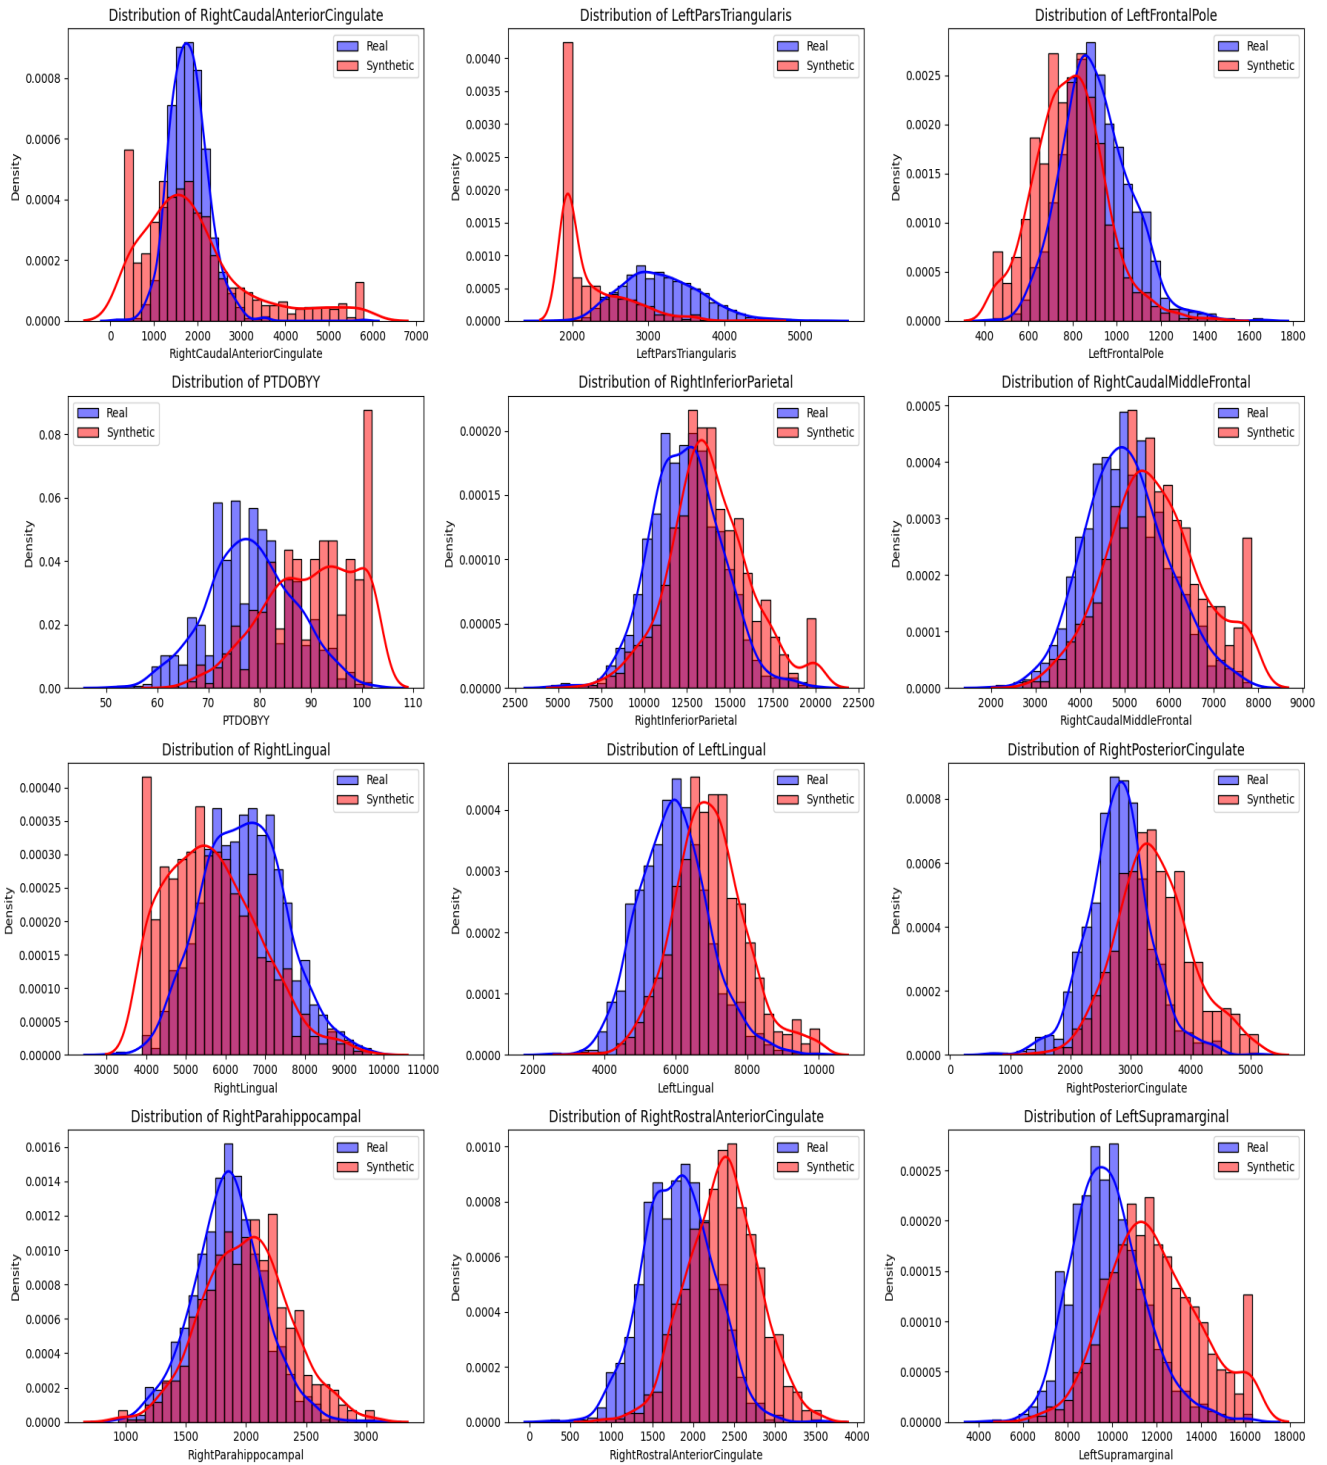 Distribution of RightCaudalAnteriorCingulate
Real
Synthetic
Density
0.0008
0.0006
0.0004
0.0002
0.0000
0 1000 2000 3000 4000 5000 6000 7000
RightCaudalAnteriorCingulate
Distribution of LeftParsTriangularis
Real
Synthetic
Density
0.0040
0.0035
0.0030
0.0025
0.0020
0.0015
0.0010
0.0005
0.0000
2000 3000 4000 5000
LeftParsTriangularis
Distribution of LeftFrontalPole
Real
Synthetic
Density
0.0025
0.0020
0.0015
0.0010
0.0005
0.0000
400 600 800 1000 1200 1400 1600 1800
LeftFrontalPole
Distribution of PTDOBYY
Real
Synthetic
Density
0.08
0.06
0.04
0.02
0.00
50 60 70 80 90 100 110
PTDOBYY
Distribution of RightInferiorParietal
Real
Synthetic
Density
0.00020
0.00015
0.00010
0.00005
0.00000
2500 5000 7500 10000 12500 15000 17500 20000 22500
RightInferiorParietal
Distribution of RightCaudalMiddleFrontal
Real
Synthetic
Density
0.0005
0.0004
0.0003
0.0002
0.0001
0.0000
2000 3000 4000 5000 6000 7000 8000 9000
RightCaudalMiddleFrontal
Distribution of RightLingual
Real
Synthetic
Density
0.00040
0.00035
0.00030
0.00025
0.00020
0.00015
0.00010
0.00005
0.00000
3000 4000 5000 6000 7000 8000 9000 10000 11000
RightLingual
Distribution of LeftLingual
Real
Synthetic
Density
0.0004
0.0003
0.0002
0.0001
0.0000
2000 4000 6000 8000 10000
LeftLingual
Distribution of RightPosteriorCingulate
Real
Synthetic
Density
0.0008
0.0006
0.0004
0.0002
0.0000
0 1000 2000 3000 4000 5000
RightPosteriorCingulate
Distribution of RightParahippocampal
Real
Synthetic
Density
0.0016
0.0014
0.0012
0.0010
0.0008
0.0006
0.0004
0.0002
0.0000
1000 1500 2000 2500 3000
RightParahippocampal
Distribution of RightRostralAnteriorCingulate
Real
Synthetic
Density
0.0010
0.0008
0.0006
0.0004
0.0002
0.0000
0 500 1000 1500 2000 2500 3000 3500 4000
RightRostralAnteriorCingulate
Distribution of LeftSupramarginal
Real
Synthetic
Density
0.00025
0.00020
0.00015
0.00010
0.00005
0.00000
4000 6000 8000 10000 12000 14000 16000 18000
LeftSupramarginal